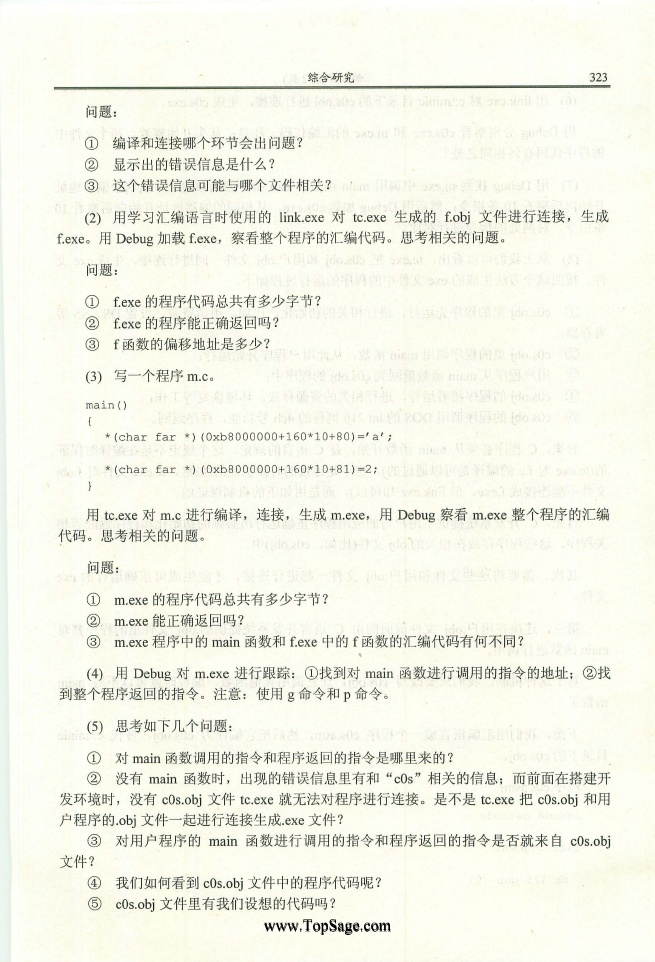 综合研究 323
问题：
① 编译和连接哪个环节会出问题？
② 显示出的错误信息是什么？
③ 这个错误信息可能与哪个文件相关？
(2) 用学习汇编语言时使用的 link.exe 对 tc.exe 生成的 f.obj 文件进行连接，生成
f.exe。用 Debug 加载 f.exe，察看整个程序的汇编代码。思考相关的问题。
问题：
① f.exe 的程序代码总共有多少字节？
② f.exe 的程序能正确返回吗？
③ f 函数的偏移地址是多少？
(3) 写一个程序 m.c。
main()
{
*(char far *)(0xb8000000+160*10+80)='a';
*(char far *)(0xb8000000+160*10+81)=2;
}
用 tc.exe 对 m.c 进行编译，连接，生成 m.exe，用 Debug 察看 m.exe 整个程序的汇编
代码。思考相关的问题。
问题：
① m.exe 的程序代码总共有多少字节？
② m.exe 能正确返回吗？
③ m.exe 程序中的 main 函数和 f.exe 中的 f 函数的汇编代码有何不同？
(4) 用 Debug 对 m.exe 进行跟踪：①找到对 main 函数进行调用的指令的地址；②找
到整个程序返回的指令。注意：使用 g 命令和 p 命令。
(5) 思考如下几个问题：
① 对 main 函数调用的指令和程序返回的指令是哪里来的？
② 没有 main 函数时，出现的错误信息里有和“c0s”相关的信息；而前面在搭建开
发环境时，没有 c0s.obj 文件 tc.exe 就无法对程序进行连接。是不是 tc.exe 把 c0s.obj 和用
户程序的.obj 文件一起进行连接生成.exe 文件？
③ 对用户程序的 main 函数进行调用的指令和程序返回的指令是否就来自 c0s.obj
文件？
④ 我们如何看到 c0s.obj 文件中的程序代码呢？
⑤ c0s.obj 文件里有我们设想的代码吗？
www.TopSage.com